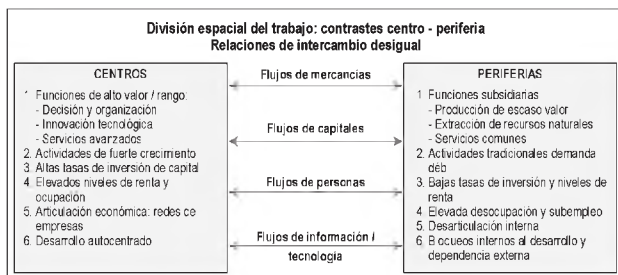 División espacial del trabajo: contrastes centro - periferia
Relaciones de intercambio desigual
CENTROS
1 Funciones de alto valor / rango:
- Decisión y organización
- Innovación tecnológica
- Servicios avanzados
2. Actividades de fuerte crecimiento
3 Altas tasas de inversión de capital
4. Elevados niveles de renta y
ocupación
5. Articulación económica: redes de
empresas
6. Desarrollo autocentrado
Flujos de mercancías
Flujos de capitales
Flujos de personas
Flujos de información /
tecnología
PERIFERIAS
1 Funciones subsidiarias
- Producción de escaso valor
- Extracción de recursos naturales
- Servicios comunes
2. Actividades tradicionales demanda
déb
3. Bajas tasas de inversión y niveles de
renta
4 Elevada desocupación y subempleo
5. Desarticulación interna
6, Bloqueos internos al desarrollo y
dependencia externa